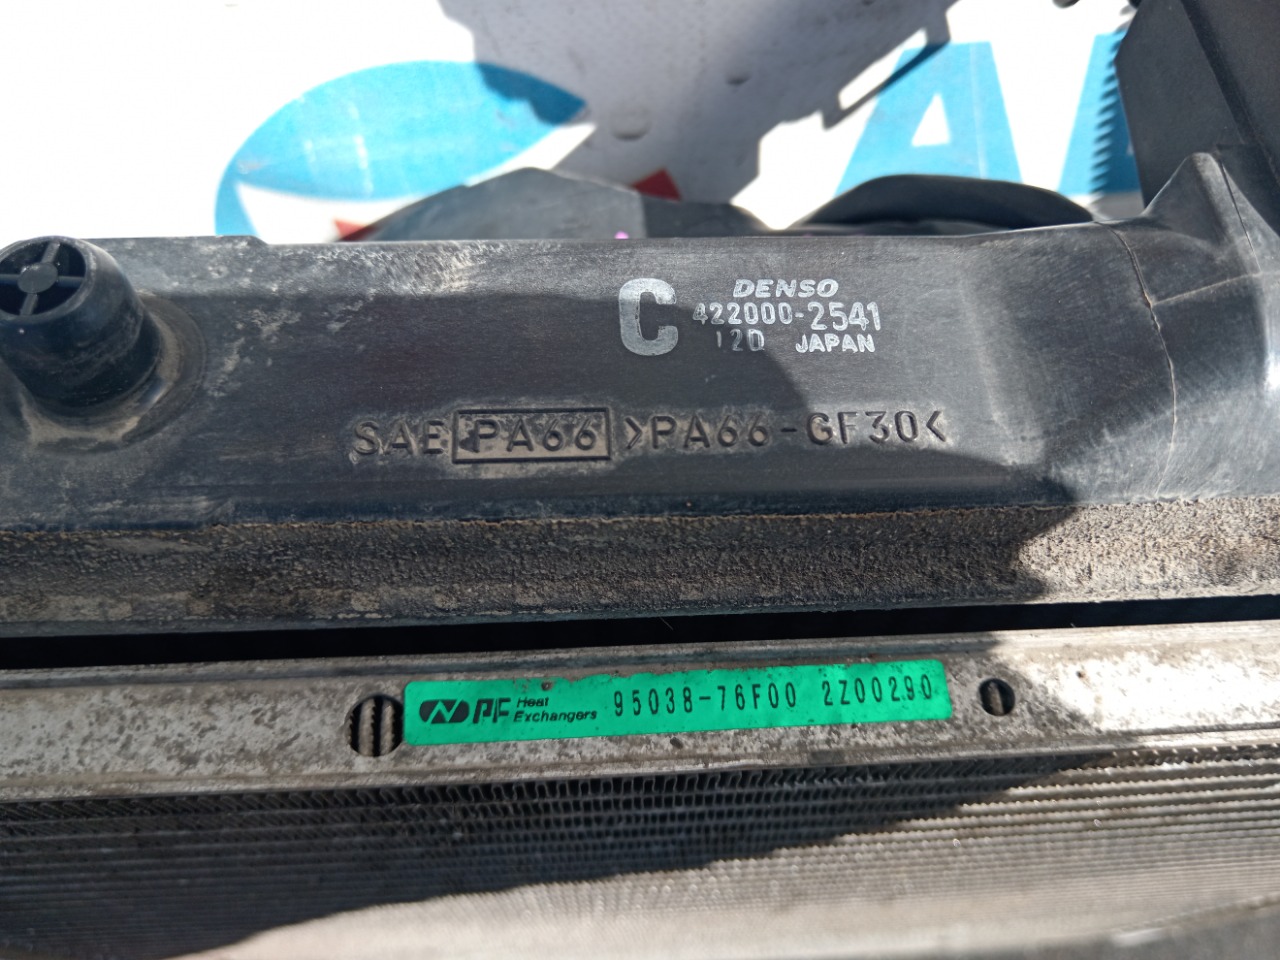 C
DENSO
422000-2541
12D JAPAN
SAE PA66 >PA66-GF30<
PF Heat Exchangers 95038-76F00 2Z00290